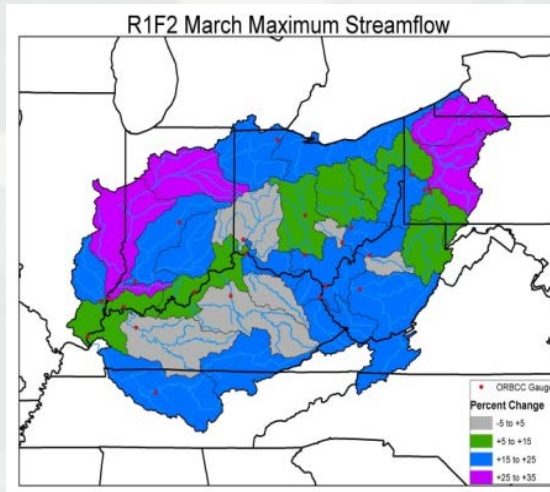 R1F2 March Maximum Streamflow
ORBCC Gauge
Percent Change
-5 to +5
+5 to +15
+15 to +25
+25 to +35